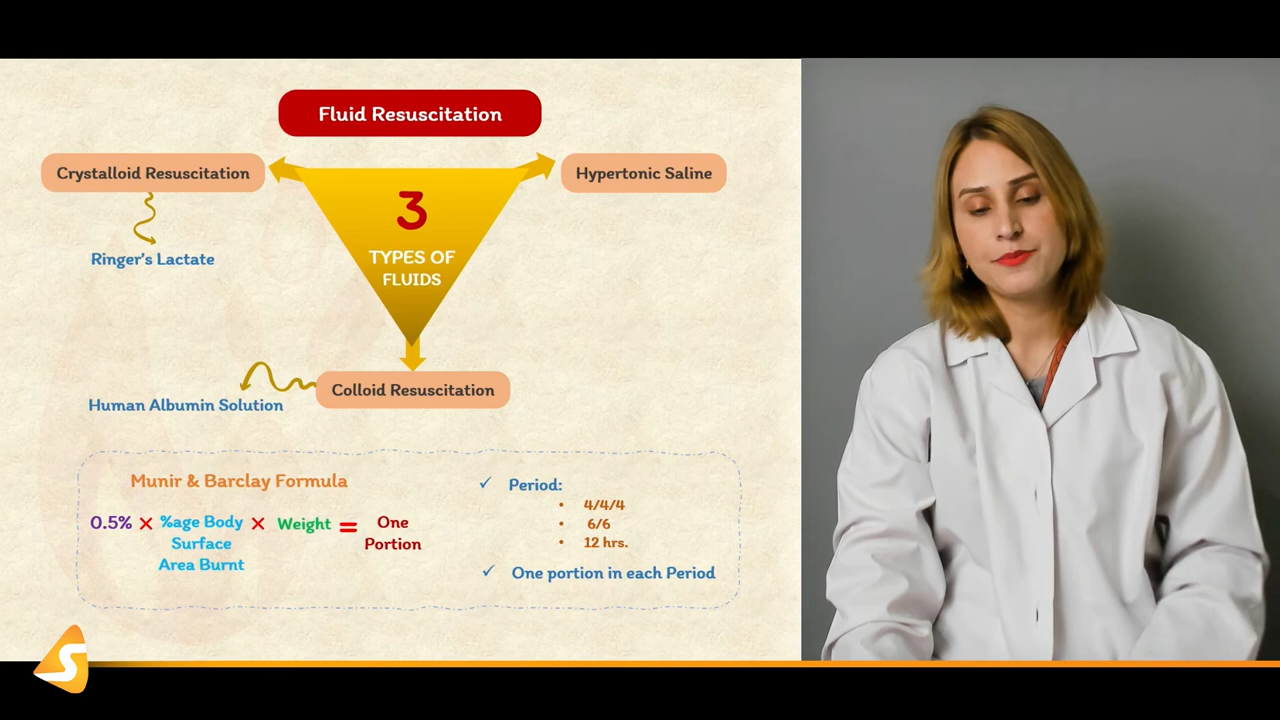 Fluid Resuscitation
Crystalloid Resuscitation
Hypertonic Saline
3
TYPES OF
FLUIDS
Ringer's Lactate
Colloid Resuscitation
Human Albumin Solution
Munir & Barclay Formula
0.5% × %age Body × Weight = One
Surface
Portion
Area Burnt
✓ Period:
• 4/4/4
• 6/6
• 12 hrs.
✓ One portion in each Period
S